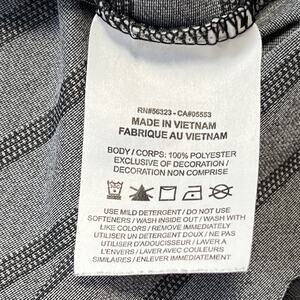 RN#56323 - CA#05553
MADE IN VIETNAM
FABRIQUE AU VIETNAM
BODY / CORPS: 100% POLYESTER
EXCLUSIVE OF DECORATION /
DECORATION NON COMPRISE
USE MILD DETERGENT / DO NOT USE
SOFTENERS / WASH INSIDE OUT / WASH WITH
LIKE COLORS / REMOVE IMMEDIATELY
UTILISER UN DETERGENT DOUX / NE PAS
UTILISER D'ADOUCISSEUR / LAVER A
L'ENVERS / LAVER AVEC COULEURS
SIMILAIRES / ENLEVER IMMEDIATEMENT